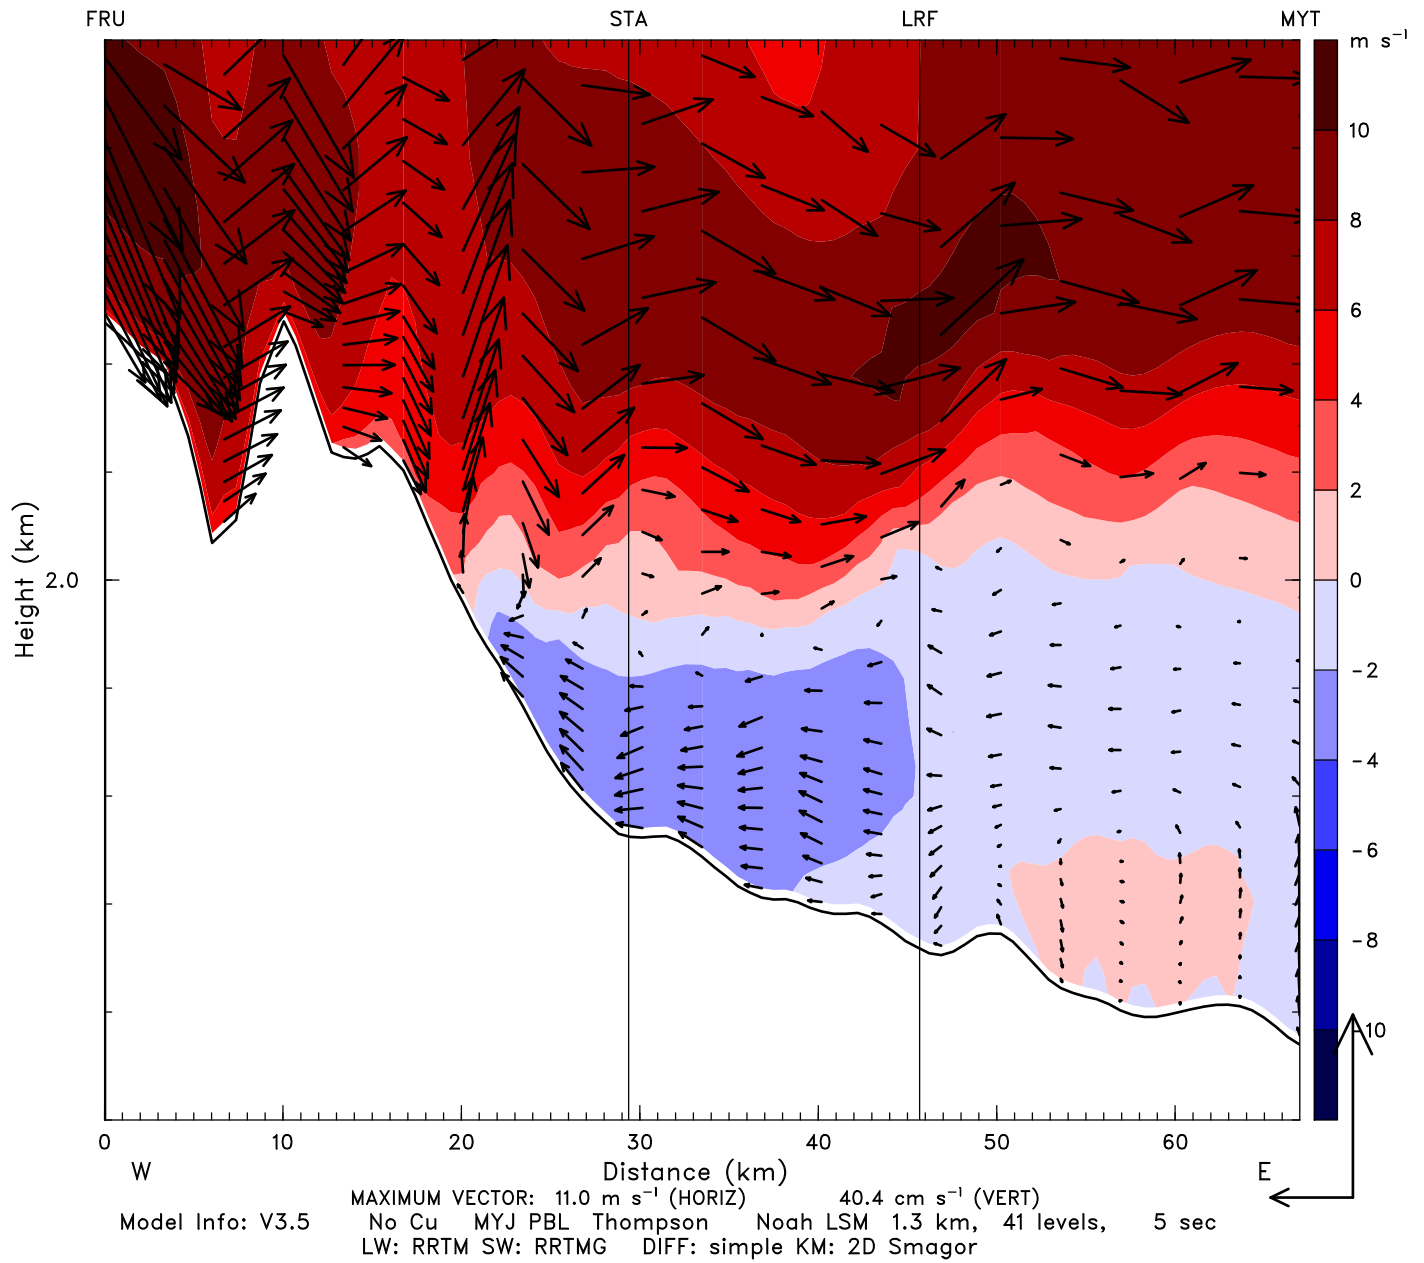 FRU STA LRF MYT
m s⁻¹
10
8
6
4
2
0
-2
-4
-6
-8
-10
Height (km)
2.0
0 10 20 30 40 50 60
W Distance (km) E
MAXIMUM VECTOR: 11.0 m s⁻¹ (HORIZ) 40.4 cm s⁻¹ (VERT)
Model Info: V3.5 No Cu MYJ PBL Thompson Noah LSM 1.3 km, 41 levels, 5 sec
LW: RRTM SW: RRTMG DIFF: simple KM: 2D Smagor